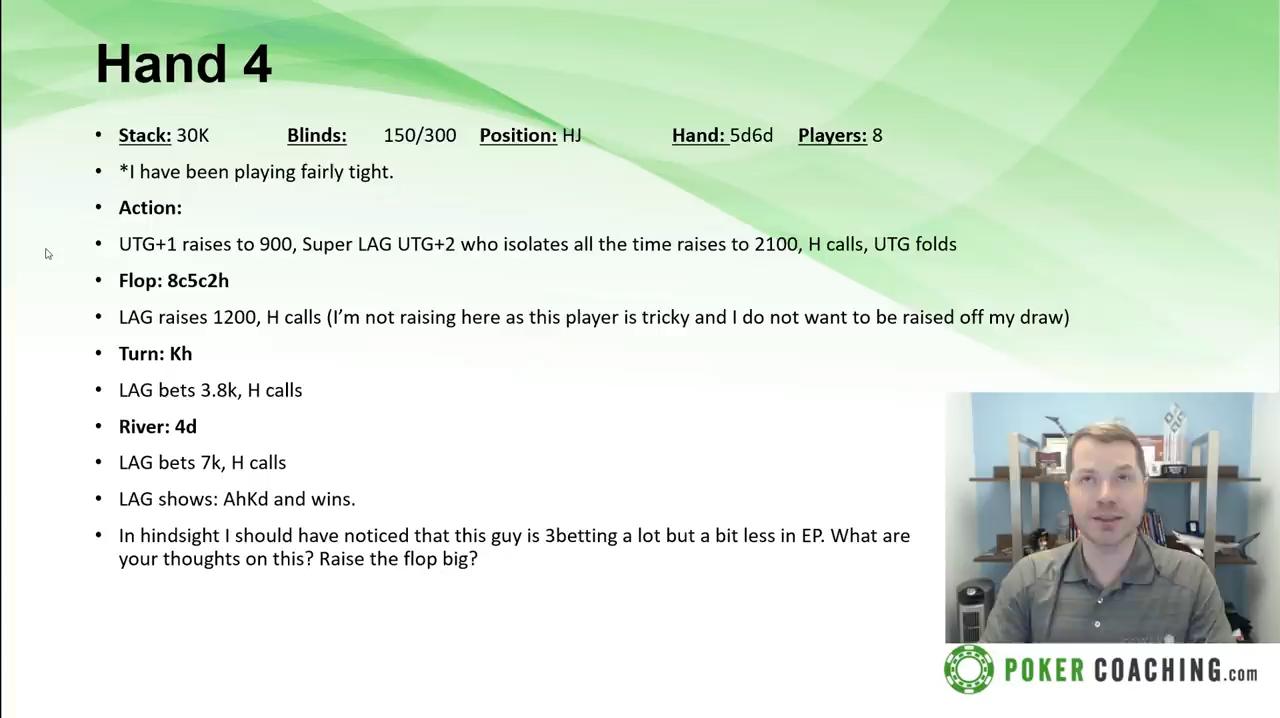 Hand 4
• Stack: 30K Blinds: 150/300 Position: HJ Hand: 5d6d Players: 8
• *I have been playing fairly tight.
• Action:
• UTG+1 raises to 900, Super LAG UTG+2 who isolates all the time raises to 2100, H calls, UTG folds
• Flop: 8c5c2h
• LAG raises 1200, H calls (I’m not raising here as this player is tricky and I do not want to be raised off my draw)
• Turn: Kh
• LAG bets 3.8k, H calls
• River: 4d
• LAG bets 7k, H calls
• LAG shows: AhKd and wins.
• In hindsight I should have noticed that this guy is 3betting a lot but a bit less in EP. What are
your thoughts on this? Raise the flop big?
POKER COACHING.com